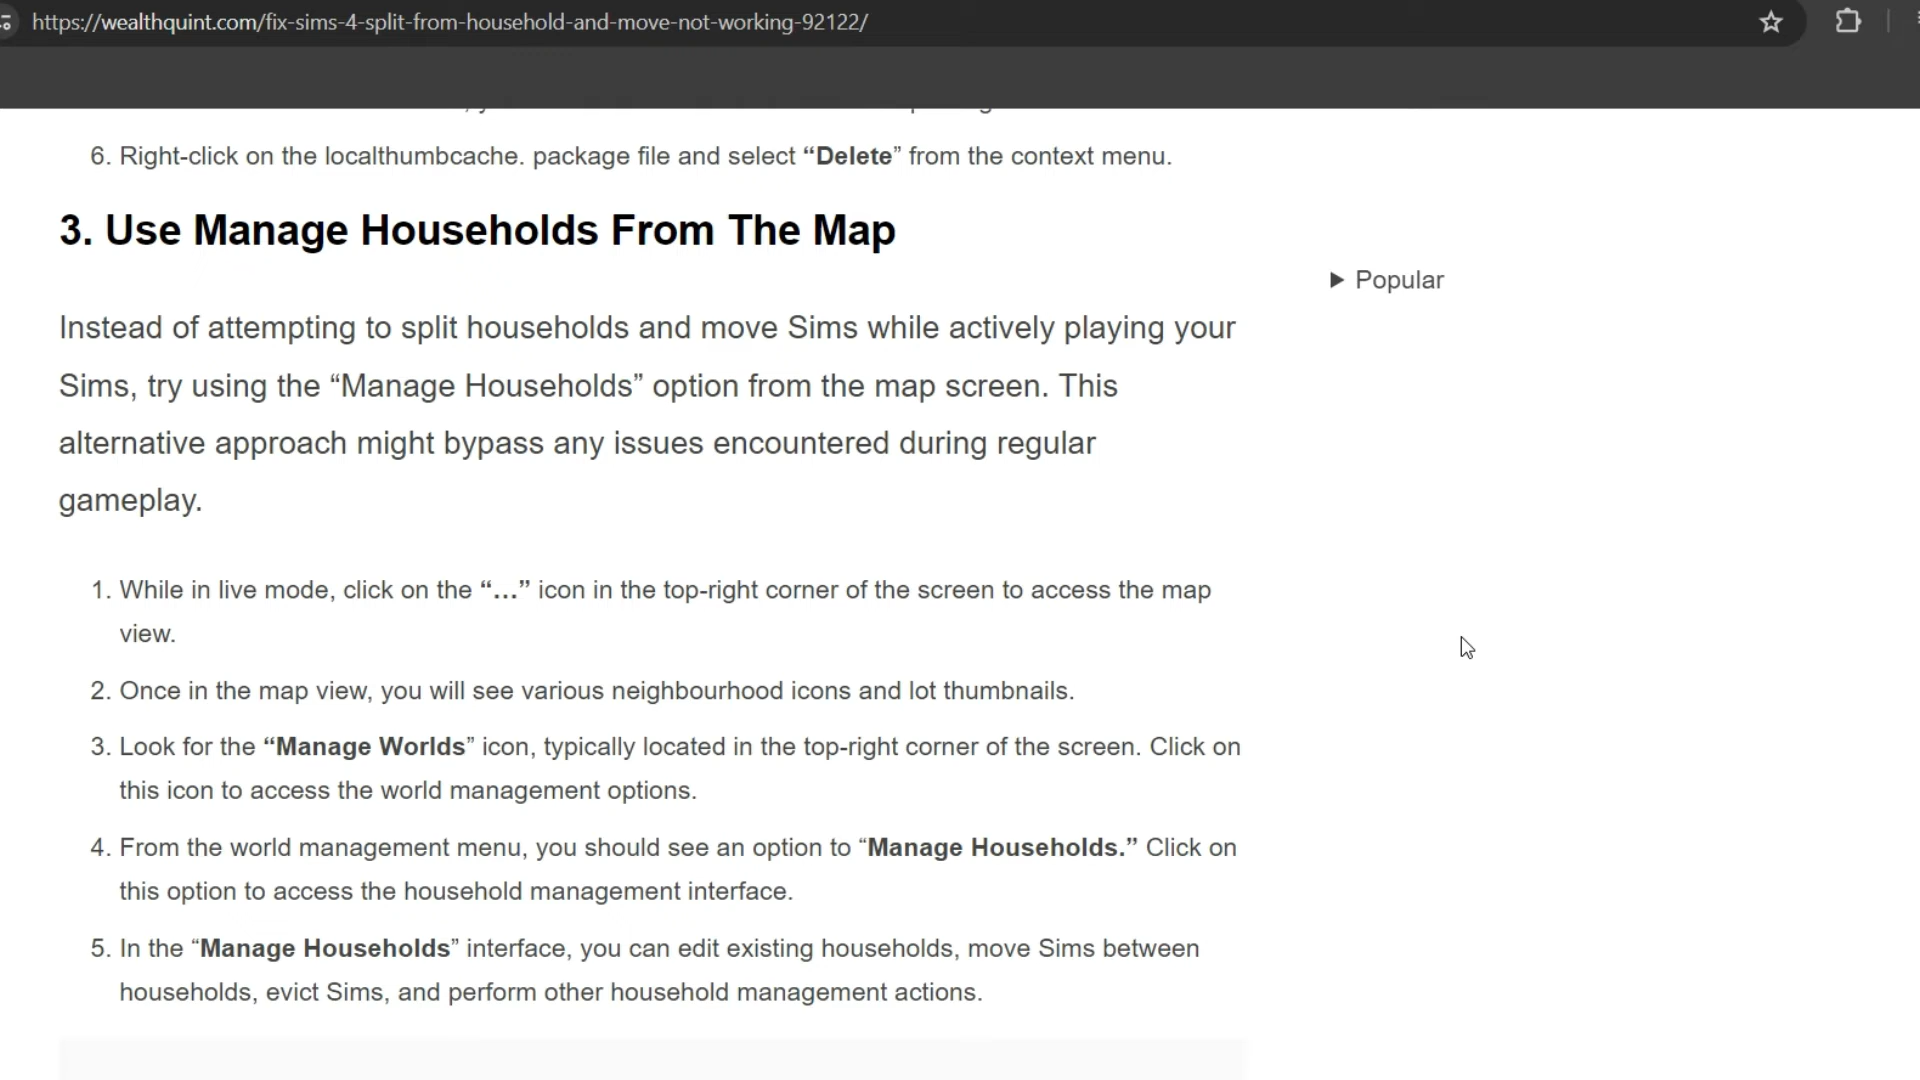 https://wealthquint.com/fix-sims-4-split-from-household-and-move-not-working-92122/
6. Right-click on the localthumbcache. package file and select “Delete” from the context menu.
3. Use Manage Households From The Map
Popular
Instead of attempting to split households and move Sims while actively playing your
Sims, try using the “Manage Households” option from the map screen. This
alternative approach might bypass any issues encountered during regular
gameplay.
1. While in live mode, click on the “…” icon in the top-right corner of the screen to access the map
view.
2. Once in the map view, you will see various neighbourhood icons and lot thumbnails.
3. Look for the “Manage Worlds” icon, typically located in the top-right corner of the screen. Click on
this icon to access the world management options.
4. From the world management menu, you should see an option to “Manage Households.” Click on
this option to access the household management interface.
5. In the “Manage Households” interface, you can edit existing households, move Sims between
households, evict Sims, and perform other household management actions.